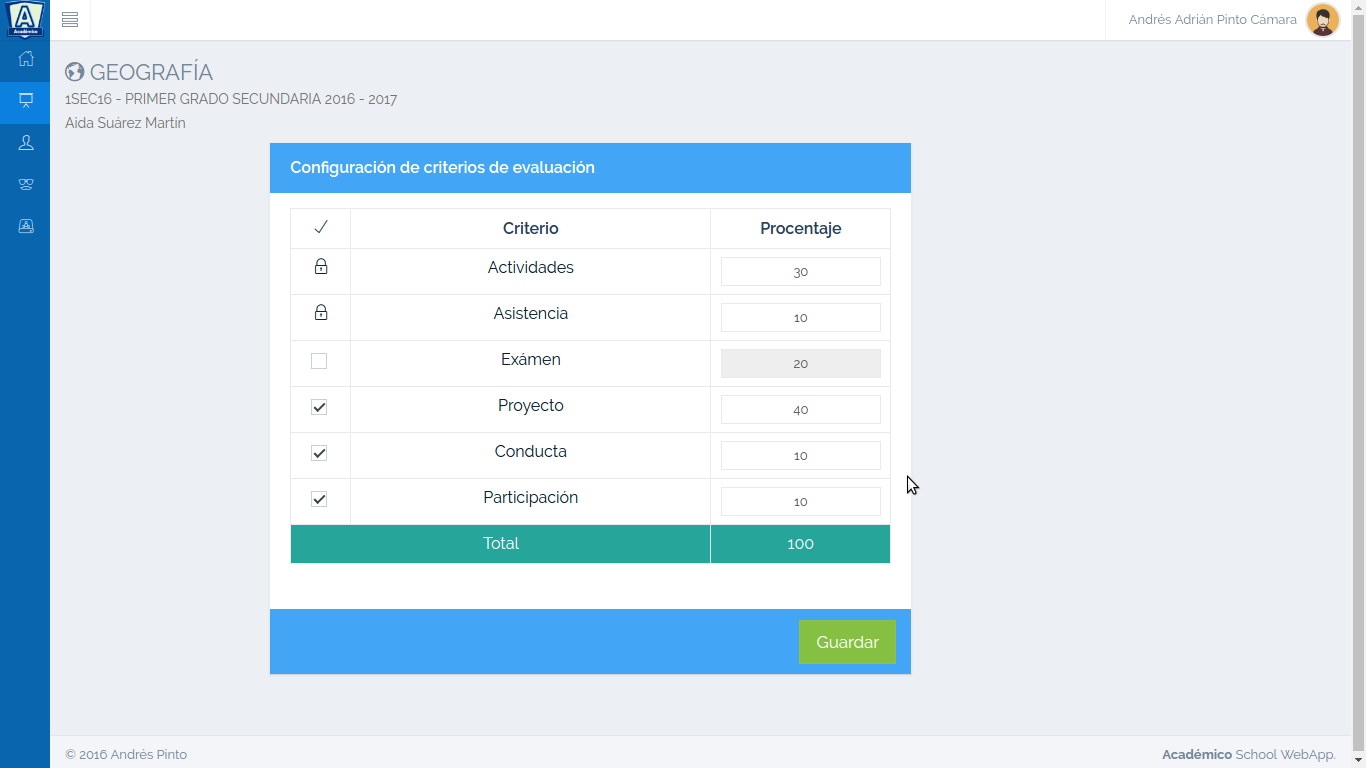 A
Académico
Andrés Adrián Pinto Cámara
GEOGRAFÍA
1SEC16 - PRIMER GRADO SECUNDARIA 2016 - 2017
Aida Suárez Martín
Configuración de criterios de evaluación
Criterio Procentaje
Actividades 30
Asistencia 10
Exámen 20
Proyecto 40
Conducta 10
Participación 10
Total 100
Guardar
© 2016 Andrés Pinto Académico School WebApp.